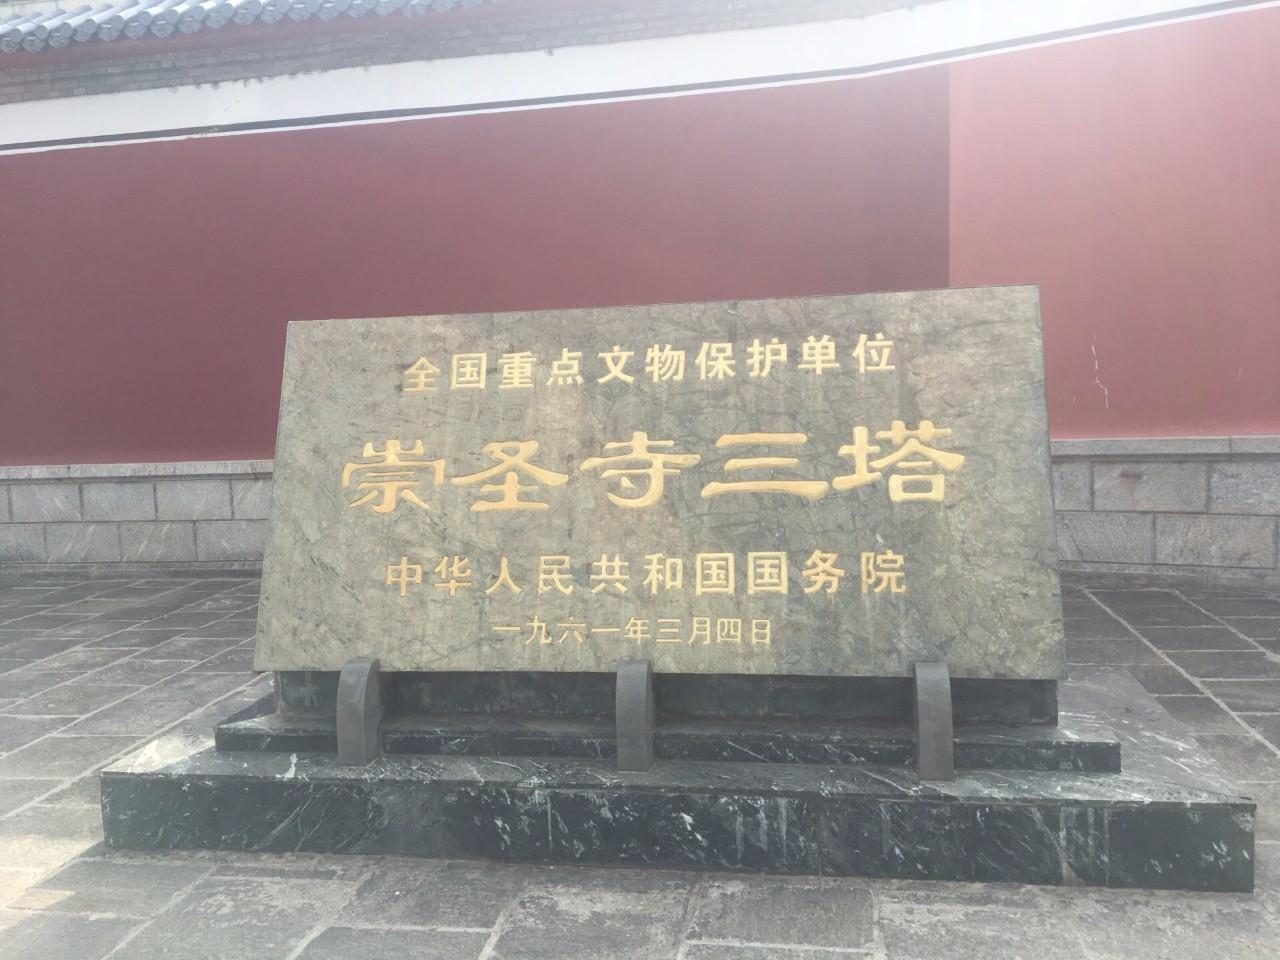 全国重点文物保护单位
崇圣寺三塔
中华人民共和国国务院
一九六一年三月四日